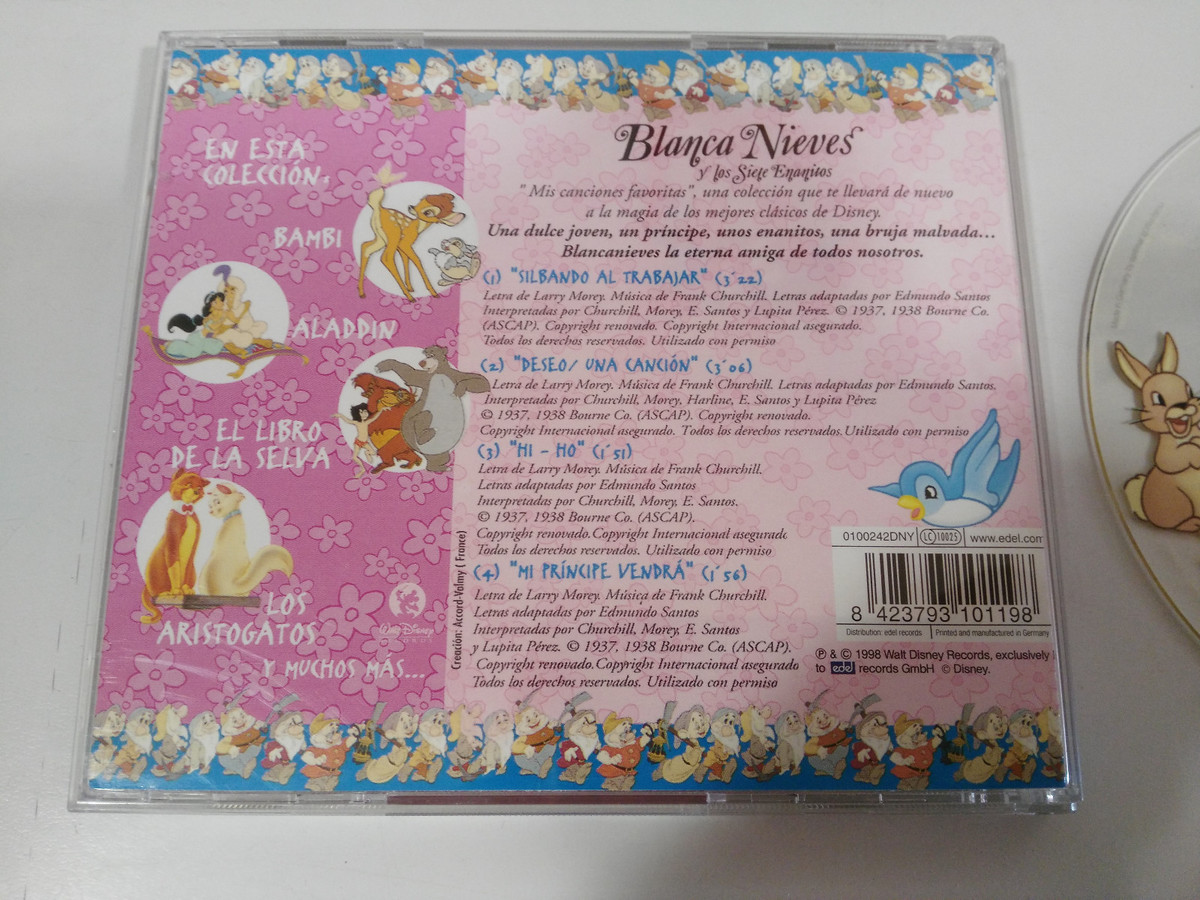 EN ESTA
COLECCIÓN:
BAMBI
ALADDIN
EL LIBRO
DE LA SELVA
LOS
ARISTOGATOS
Y MUCHOS MÁS...
Walt Disney
RECORDS
Creación: Accord-Valmy ( France)
Blanca Nieves
y los Siete Enanitos
" Mis canciones favoritas", una colección que te llevará de nuevo
a la magia de los mejores clásicos de Disney.
Una dulce joven, un príncipe, unos enanitos, una bruja malvada...
Blancanieves la eterna amiga de todos nosotros.
(1) "SILBANDO AL TRABAJAR" (3´22)
Letra de Larry Morey. Música de Frank Churchill. Letras adaptadas por Edmundo Santos
Interpretadas por Churchill, Morey, E. Santos y Lupita Pérez. © 1937, 1938 Bourne Co.
(ASCAP). Copyright renovado. Copyright Internacional asegurado.
Todos los derechos reservados. Utilizado con permiso
(2) "DESEO/ UNA CANCIÓN" (3´06)
Letra de Larry Morey. Música de Frank Churchill. Letras adaptadas por Edmundo Santos.
Interpretadas por Churchill, Morey, Harline, E. Santos y Lupita Pérez
© 1937, 1938 Bourne Co. (ASCAP). Copyright renovado.
Copyright Internacional asegurado. Todos los derechos reservados. Utilizado con permiso
(3) "HI - HO" (1´51)
Letra de Larry Morey. Música de Frank Churchill.
Letras adaptadas por Edmundo Santos
Interpretadas por Churchill, Morey, E. Santos.
© 1937, 1938 Bourne Co. (ASCAP).
Copyright renovado. Copyright Internacional asegurado
Todos los derechos reservados. Utilizado con permiso
(4) "MI PRÍNCIPE VENDRÁ" (1´56)
Letra de Larry Morey. Música de Frank Churchill.
Letras adaptadas por Edmundo Santos
Interpretadas por Churchill, Morey, E. Santos
y Lupita Pérez. © 1937, 1938 Bourne Co. (ASCAP).
Copyright renovado. Copyright Internacional asegurado
Todos los derechos reservados. Utilizado con permiso
0100242DNY LC 10025 www.edel.com
8 423793 101198
Distribution: edel records Printed and manufactured in Germany
℗ & © 1998 Walt Disney Records, exclusively
to edel records GmbH © Disney.